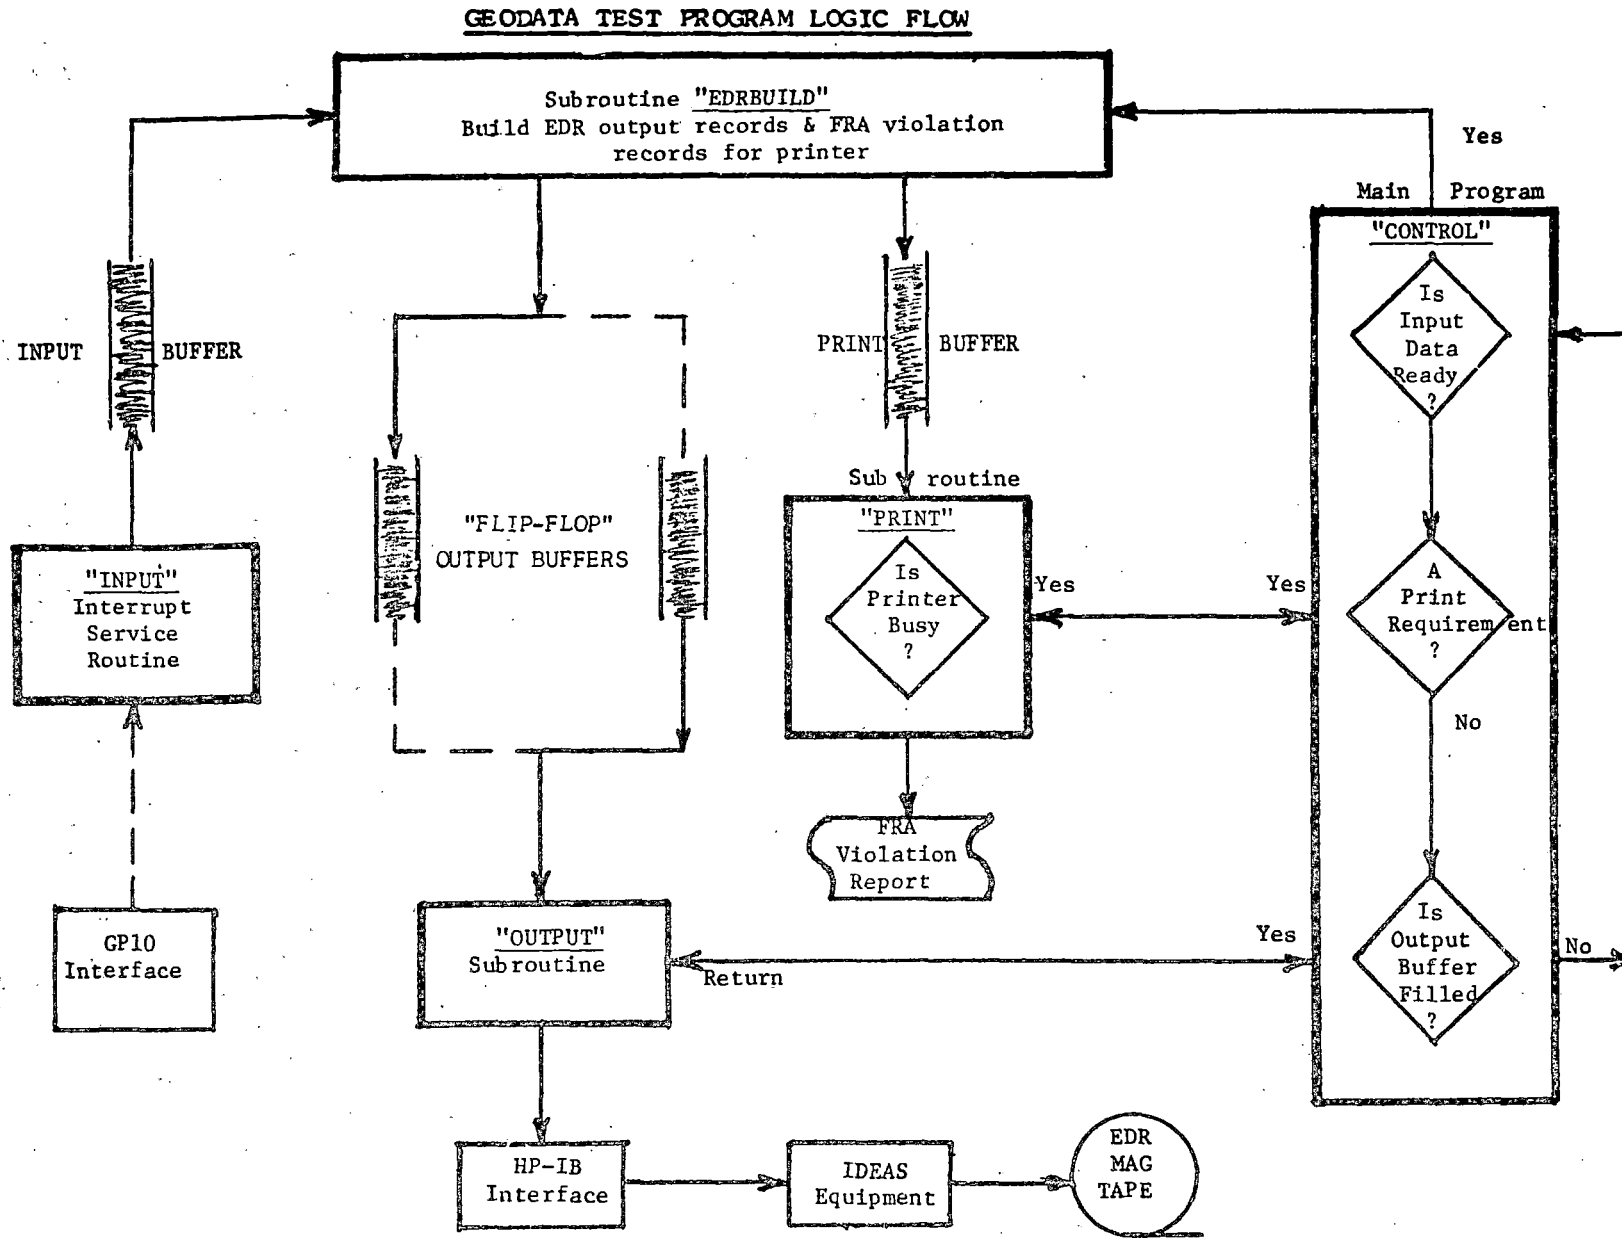 GEODATA TEST PROGRAM LOGIC FLOW
Subroutine "EDRBUILD"
Build EDR output records & FRA violation
records for printer
Yes
Main Program
"CONTROL"
Is
Input
Data
Ready
?
INPUT BUFFER
PRINT BUFFER
Sub routine
"PRINT"
Is
Printer
Busy
?
"FLIP-FLOP"
OUTPUT BUFFERS
"INPUT"
Interrupt
Service
Routine
Yes
Yes
A
Print
Requirement
?
No
FRA
Violation
Report
GP10
Interface
"OUTPUT"
Subroutine
Return
Yes
Is
Output
Buffer
Filled
?
No
HP-IB
Interface
IDEAS
Equipment
EDR
MAG
TAPE